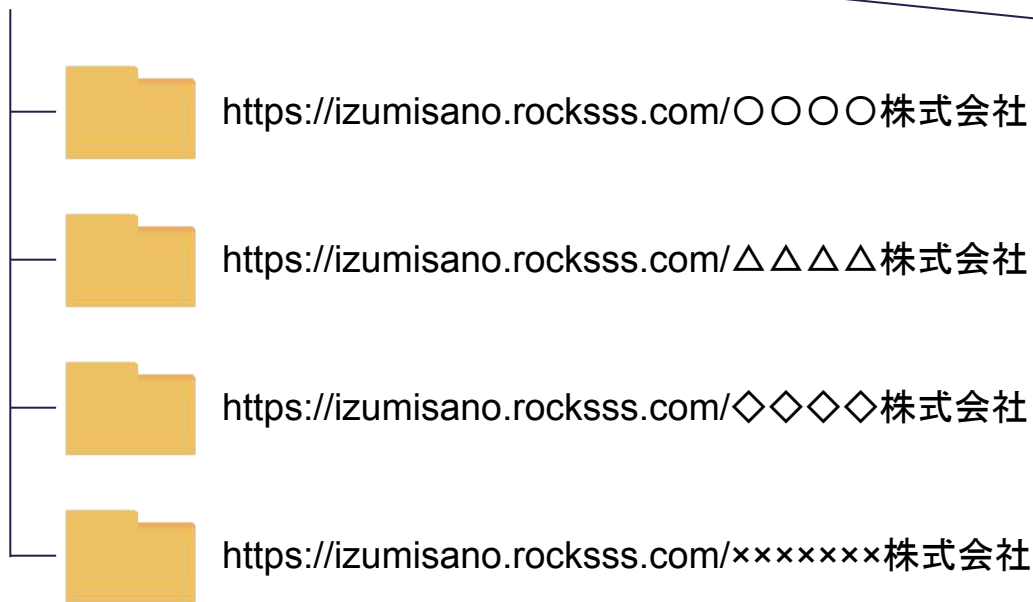 https://izumisano.rocksss.com/〇〇〇〇株式会社
https://izumisano.rocksss.com/△△△△株式会社
https://izumisano.rocksss.com/◇◇◇◇株式会社
https://izumisano.rocksss.com/×××××××株式会社